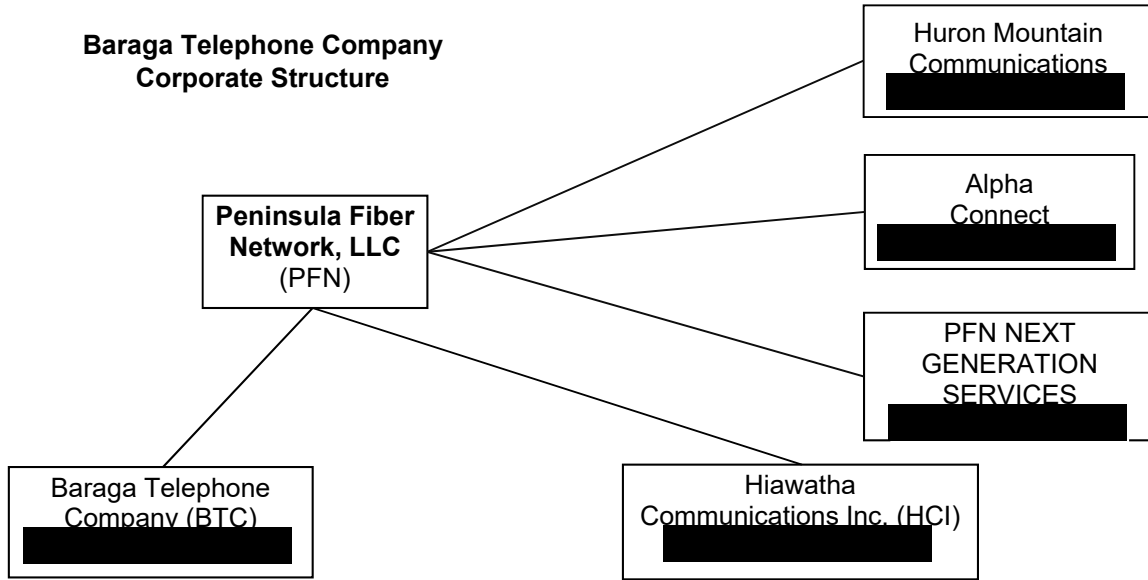 Baraga Telephone Company
Corporate Structure
Huron Mountain
Communications
Alpha
Connect
Peninsula Fiber
Network, LLC
(PFN)
PFN NEXT
GENERATION
SERVICES
Baraga Telephone
Company (BTC)
Hiawatha
Communications Inc. (HCI)